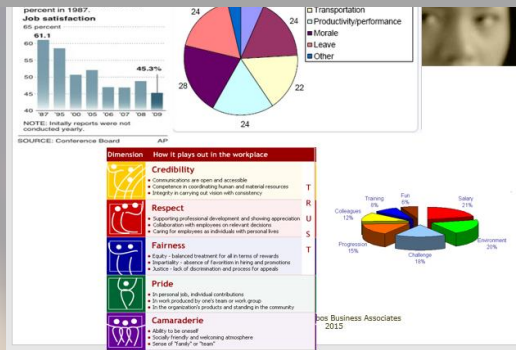 percent in 1987.
Job satisfaction
65 percent
61.1
60
55
50
45
40
45.3%
'87 '95 '00 '05 '06 '07 '08 '09
NOTE: Initially reports were not
conducted yearly.
SOURCE: Conference Board AP
24
24
22
24
28
Transportation
Productivity/performance
Morale
Leave
Other
Dimension How it plays out in the workplace
Credibility
• Communications are open and accessible
• Competence in coordinating human and material resources
• Integrity in carrying out vision with consistency
Respect
• Supporting professional development and showing appreciation
• Collaboration with employees on relevant decisions
• Caring for employees as individuals with personal lives
Fairness
• Equity - balanced treatment for all in terms of rewards
• Impartiality - absence of favoritism in hiring and promotions
• Justice - lack of discrimination and process for appeals
Pride
• In personal job, individual contributions
• In work produced by one's team or work group
• In the organization's products and standing in the community
Camaraderie
• Ability to be oneself
• Socially friendly and welcoming atmosphere
• Sense of "family" or "team"
TRUST
Training
8%
Fun
6%
Salary
21%
Colleagues
12%
Environment
20%
Progression
15%
Challenge
18%
bos Business Associates
2015